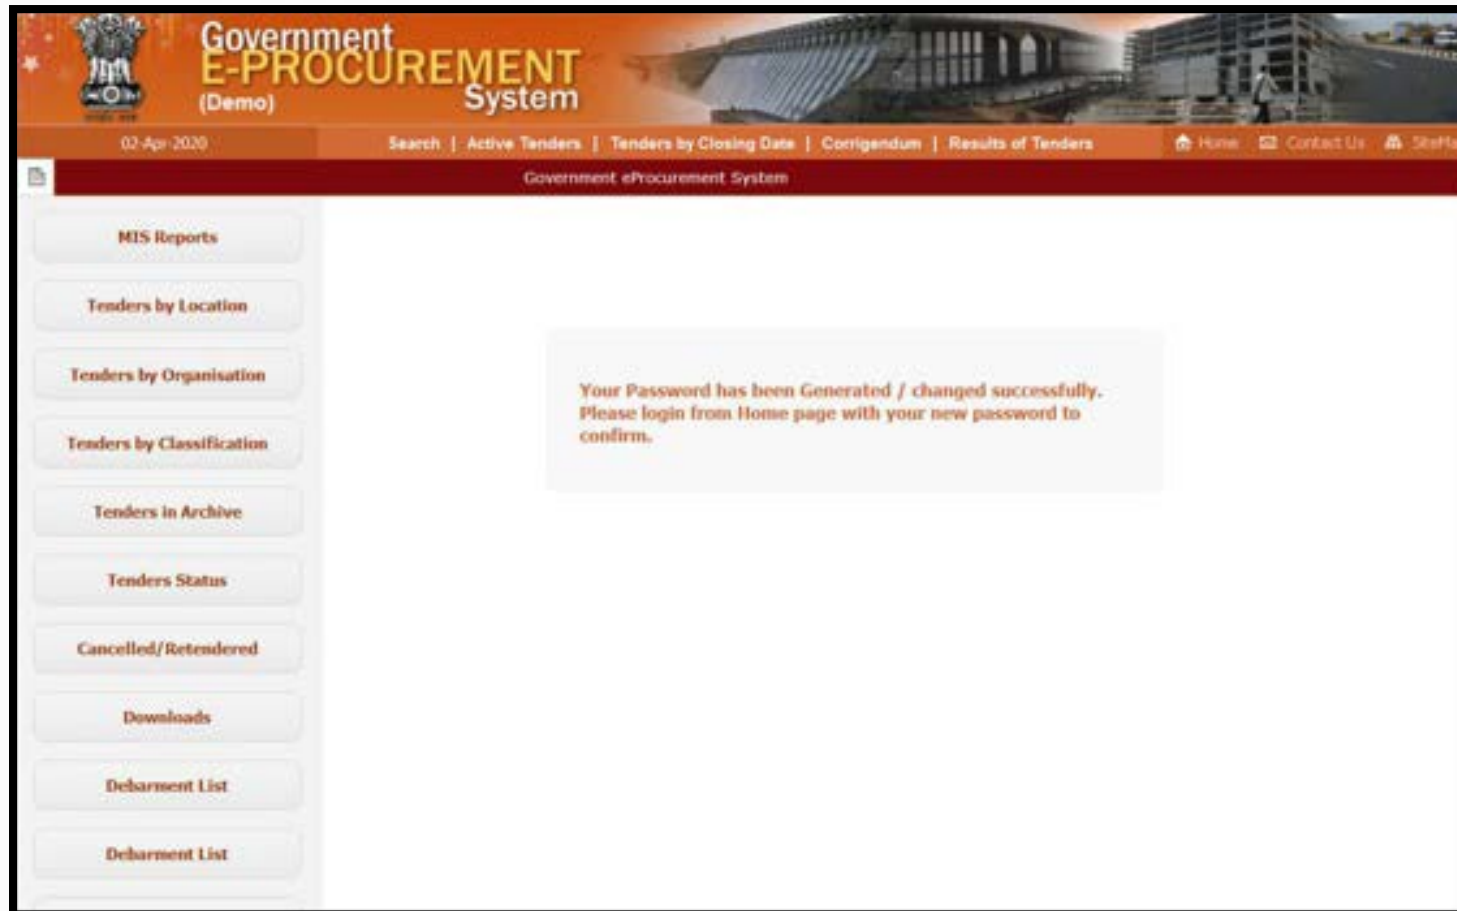 Government
E-PROCUREMENT
(Demo) System
02-Apr-2020 Search | Active Tenders | Tenders by Closing Date | Corrigendum | Results of Tenders Home Contact Us
Government eProcurement System
MIS Reports
Tenders by Location
Tenders by Organisation
Tenders by Classification
Tenders in Archive
Tenders Status
Cancelled/Retendered
Downloads
Debarment List
Debarment List
Your Password has been Generated / changed successfully.
Please login from Home page with your new password to
confirm.